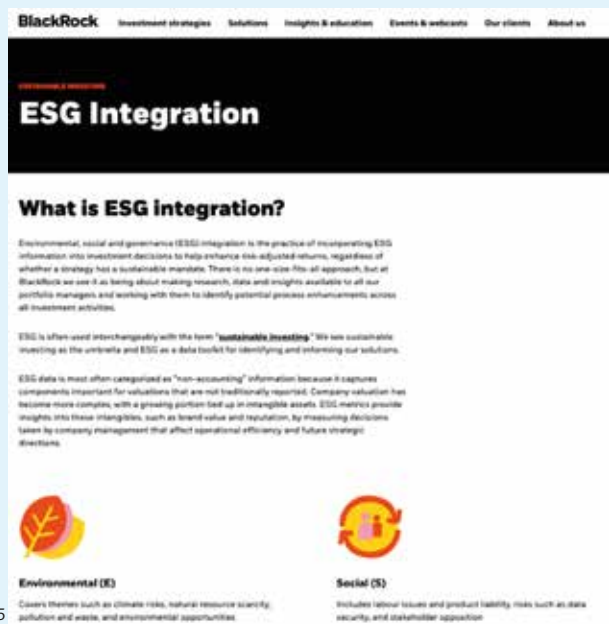 BlackRock Investment strategies Solutions Insights & education Events & webcasts Our clients About us
SUSTAINABLE INVESTING
ESG Integration
What is ESG integration?
Environmental, social and governance (ESG) integration is the practice of incorporating ESG
information into investment decisions to help enhance risk-adjusted returns, regardless of
whether a strategy has a sustainable mandate. There is no one-size-fits-all approach, but at
BlackRock we see it as being about making research, data and insights available to all our
portfolio managers and working with them to identify potential process enhancements across
all investment activities.
ESG is often used interchangeably with the term "sustainable investing." We see sustainable
investing as the umbrella and ESG as a data toolkit for identifying and informing our solutions.
ESG data is most often categorized as "non-accounting" information because it captures
components important for valuations that are not traditionally reported. Company valuation has
become more complex, with a growing portion tied up in intangible assets. ESG metrics provide
insights into these intangibles, such as brand value and reputation, by measuring decisions
taken by company management that affect operational efficiency and future strategic
directions.
Environmental (E)
Covers themes such as climate risks, natural resource scarcity,
pollution and waste, and environmental opportunities
Social (S)
Includes labour issues and product liability, risks such as data
security, and stakeholder opposition
5